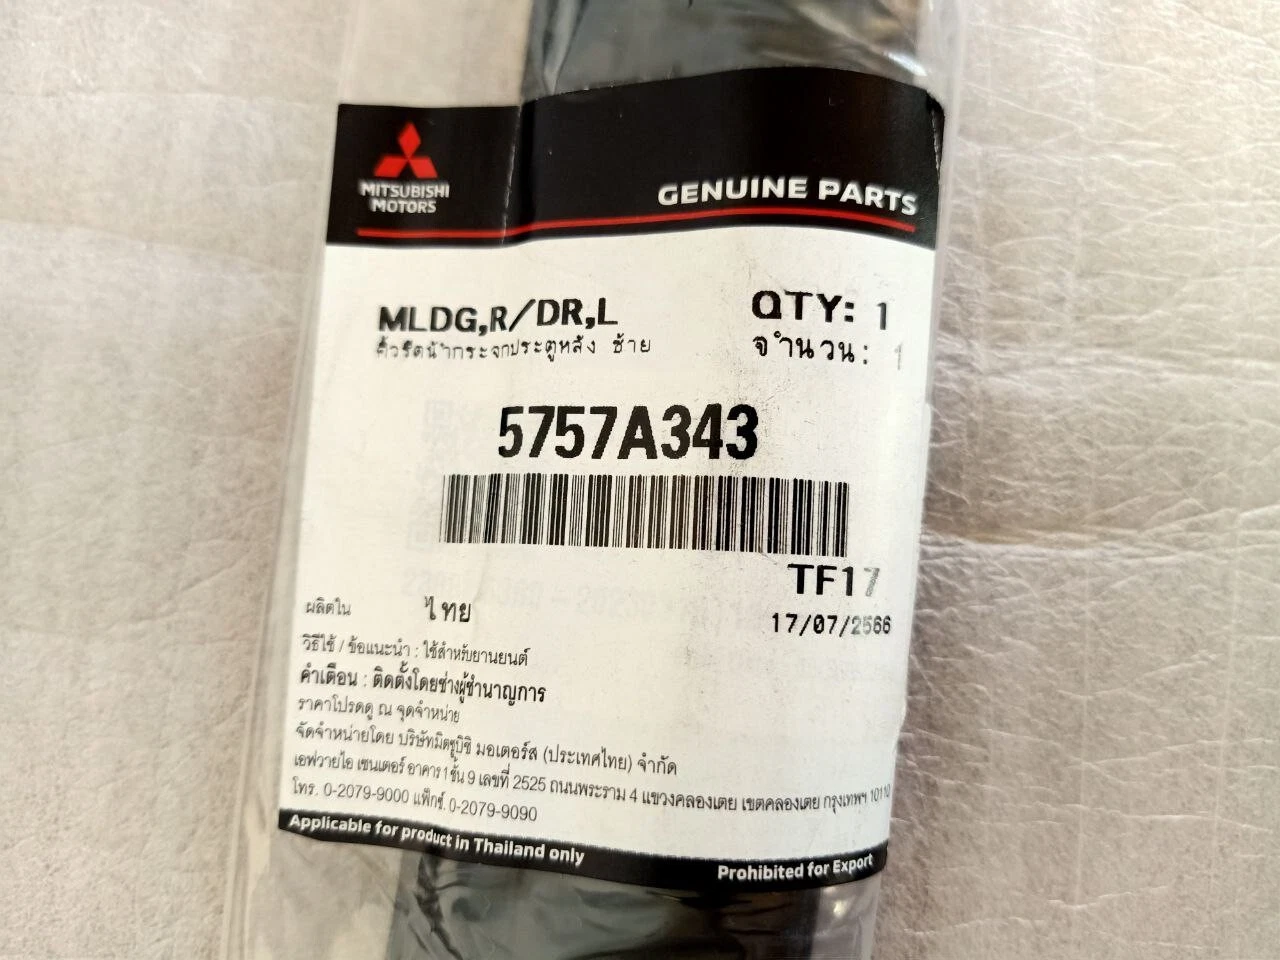 MITSUBISHI
MOTORS
GENUINE PARTS
MLDG,R/DR,L
QTY: 1
คิ้วรีดน้ำกระจกประตูหลัง ซ้าย
จำนวน: 1
5757A343
TF17
17/07/2566
ผลิตใน ไทย
วิธีใช้ / ข้อแนะนำ : ใช้สำหรับยานยนต์
คำเตือน : ติดตั้งโดยช่างผู้ชำนาญการ
ราคาโปรดดู ณ จุดจำหน่าย
จัดจำหน่ายโดย บริษัทมิตซูบิชิ มอเตอร์ส (ประเทศไทย) จำกัด
เอฟวายไอ เซนเตอร์ อาคาร 1 ชั้น 9 เลขที่ 2525 ถนนพระราม 4 แขวงคลองเตย เขตคลองเตย กรุงเทพฯ 10110
โทร. 0-2079-9000 แฟ็กซ์. 0-2079-9090
Applicable for product in Thailand only
Prohibited for Export